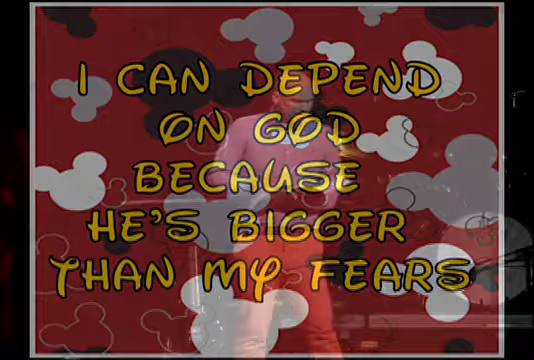 I CAN DEPEND
ON GOD
BECAUSE
HE'S BIGGER
THAN MY FEARS